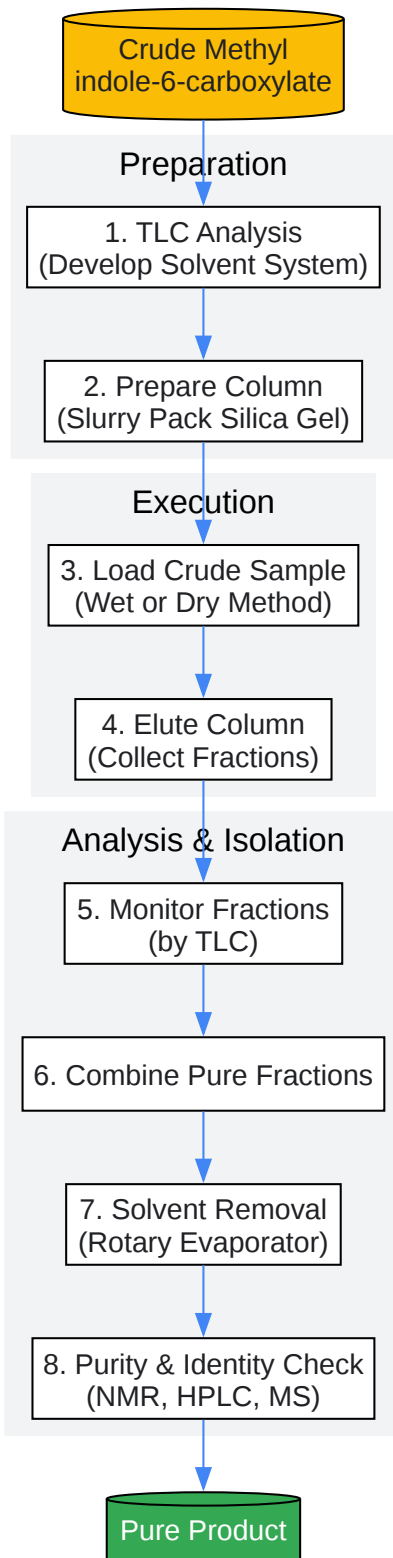 Crude Methyl
indole-6-carboxylate
Preparation
1. TLC Analysis
(Develop Solvent System)
2. Prepare Column
(Slurry Pack Silica Gel)
Execution
3. Load Crude Sample
(Wet or Dry Method)
4. Elute Column
(Collect Fractions)
Analysis & Isolation
5. Monitor Fractions
(by TLC)
6. Combine Pure Fractions
7. Solvent Removal
(Rotary Evaporator)
8. Purity & Identity Check
(NMR, HPLC, MS)
Pure Product